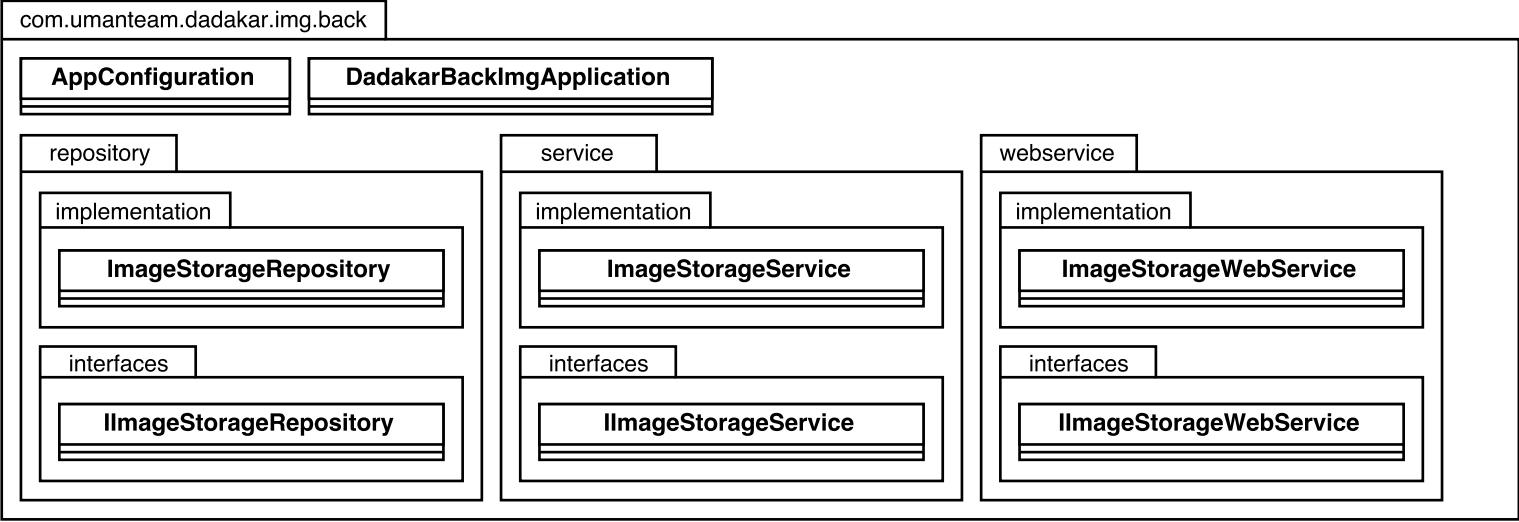 com.umanteam.dadakar.img.back
AppConfiguration
DadakarBackImgApplication
repository
service
webservice
implementation
implementation
implementation
ImageStorageRepository
ImageStorageService
ImageStorageWebService
interfaces
interfaces
interfaces
IImageStorageRepository
IImageStorageService
IImageStorageWebService